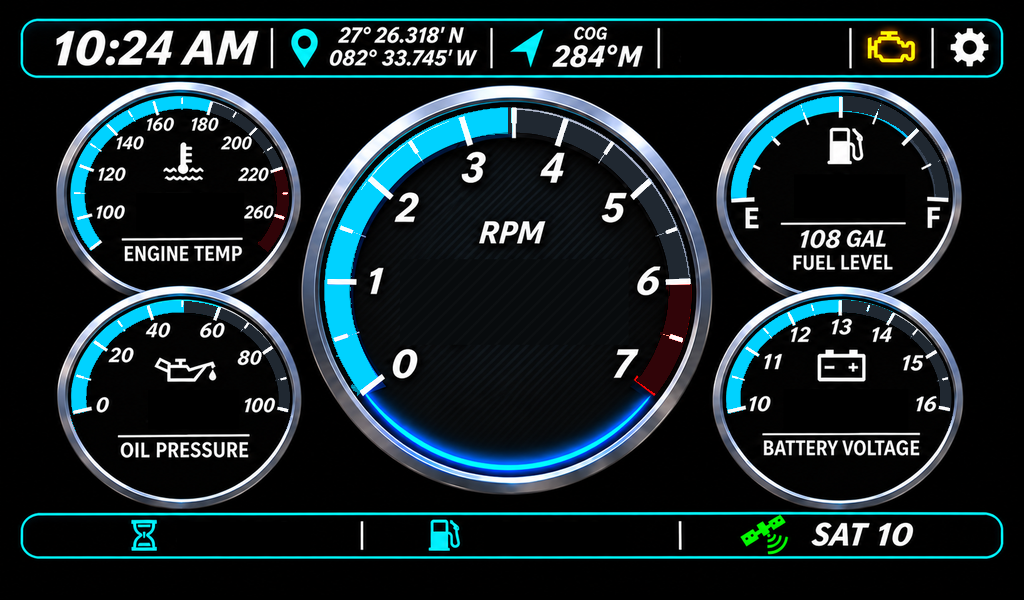 10:24 AM
27° 26.318' N
082° 33.745' W
COG
284°M
100
120
140
160
180
200
220
260
ENGINE TEMP
0
1
2
3
4
5
6
7
RPM
E
F
108 GAL
FUEL LEVEL
0
20
40
60
80
100
OIL PRESSURE
10
11
12
13
14
15
16
- +
BATTERY VOLTAGE
SAT 10